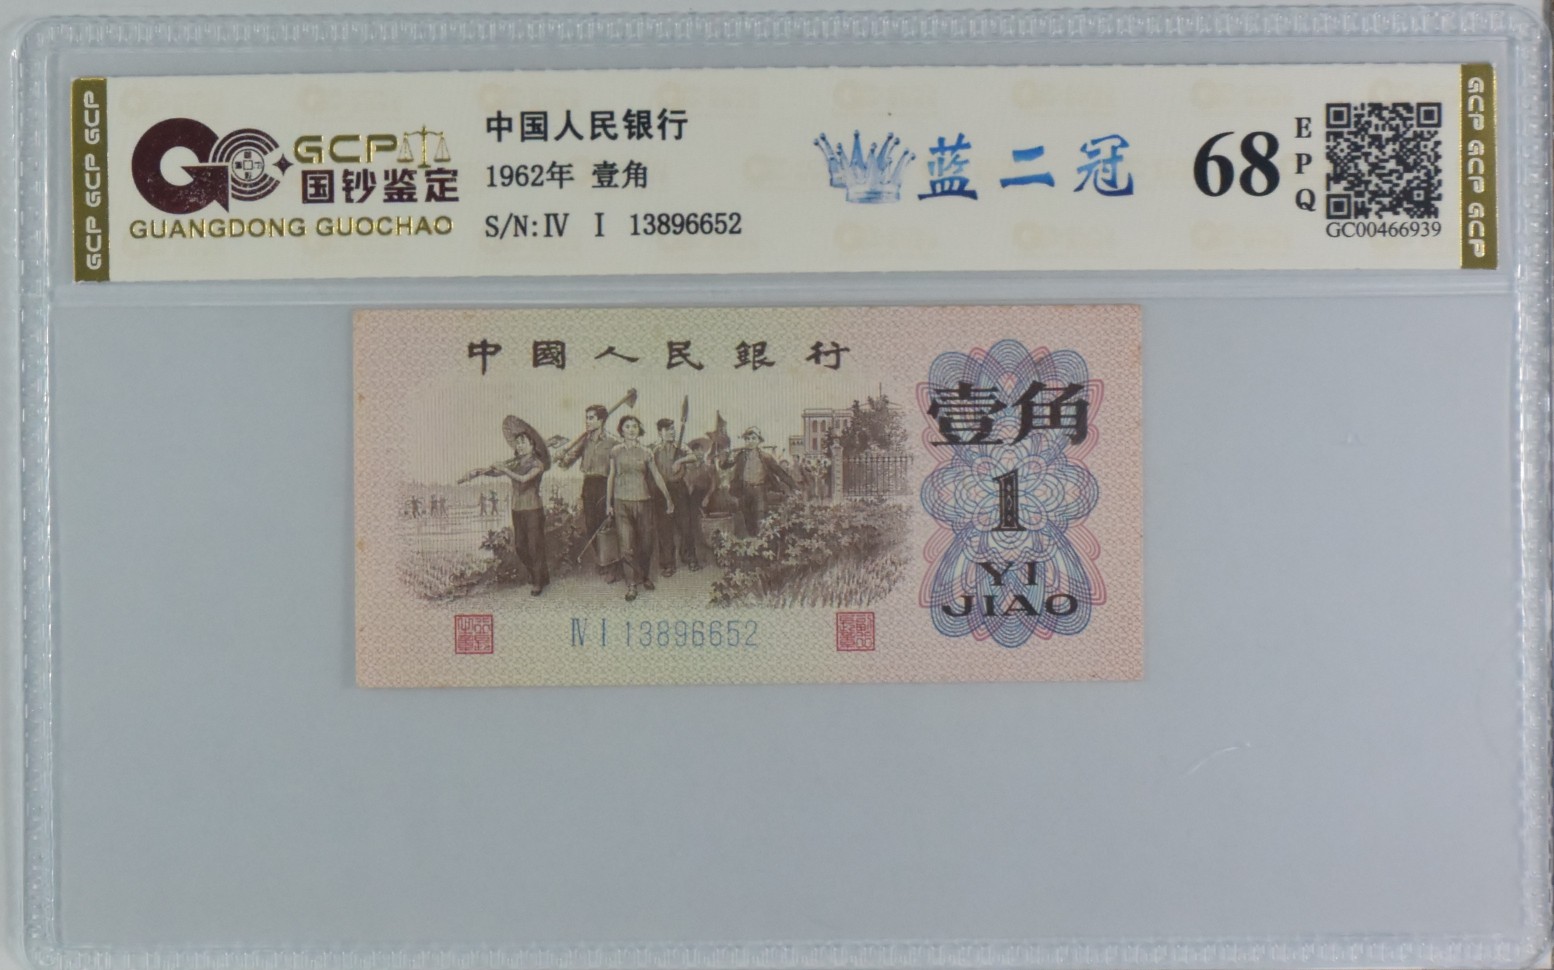 GCP GCP GCP
GCP
国钞鉴定
GUANGDONG GUOCHAO
中国人民银行
1962年 壹角
S/N:Ⅳ Ⅰ 13896652
蓝二冠
68
EPQ
GC00466939
GCP GCP GCP
中國人民銀行
壹角
1
YI
JIAO
Ⅳ Ⅰ 13896652